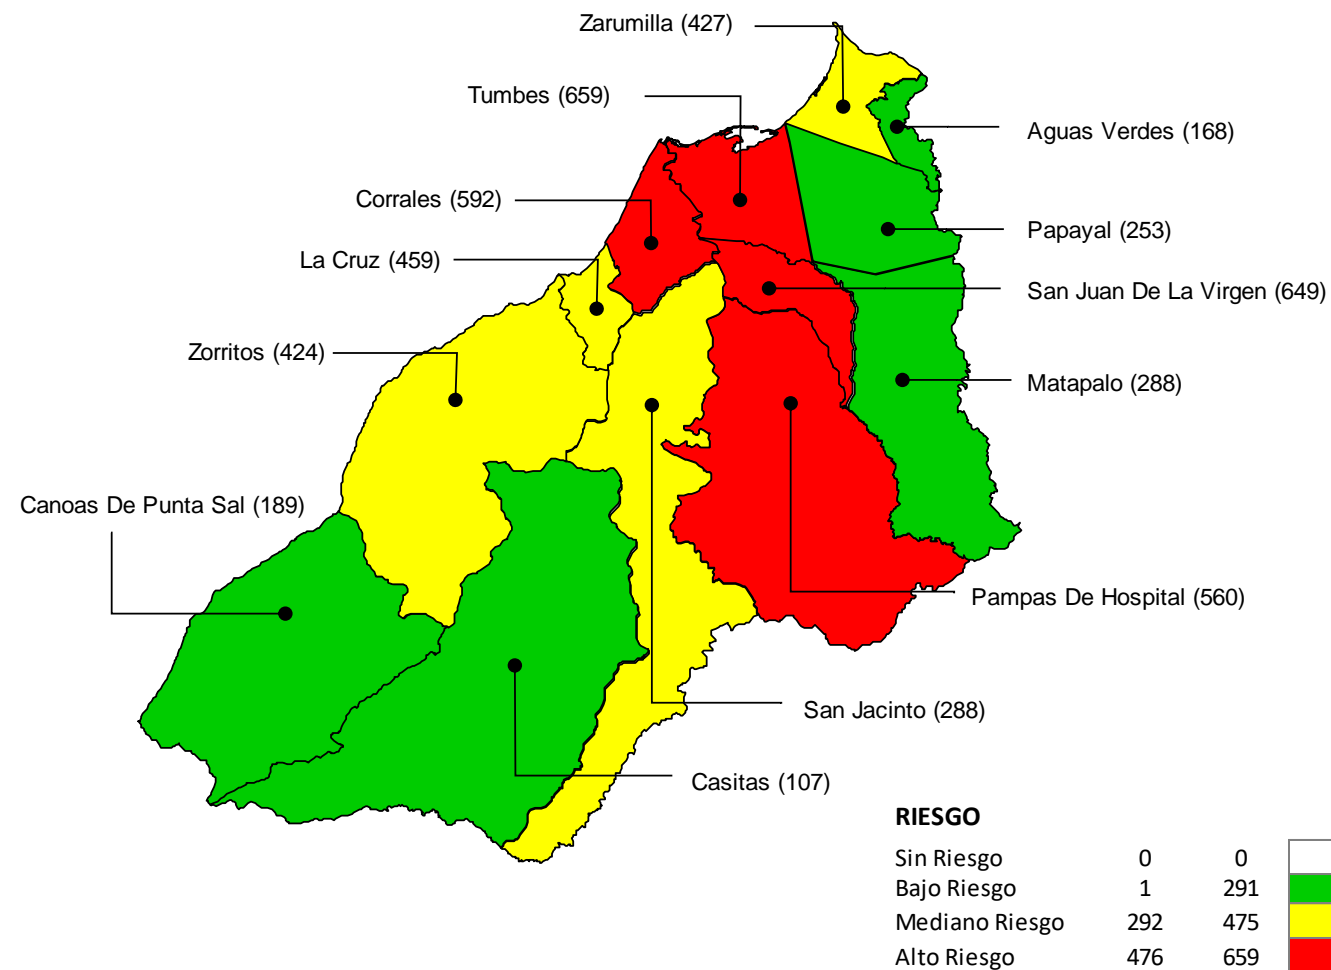 Zarumilla (427)
Tumbes (659)
Aguas Verdes (168)
Corrales (592)
Papayal (253)
La Cruz (459)
San Juan De La Virgen (649)
Zorritos (424)
Matapalo (288)
Canoas De Punta Sal (189)
Pampas De Hospital (560)
San Jacinto (288)
Casitas (107)
RIESGO
Sin Riesgo 0 0
Bajo Riesgo 1 291
Mediano Riesgo 292 475
Alto Riesgo 476 659